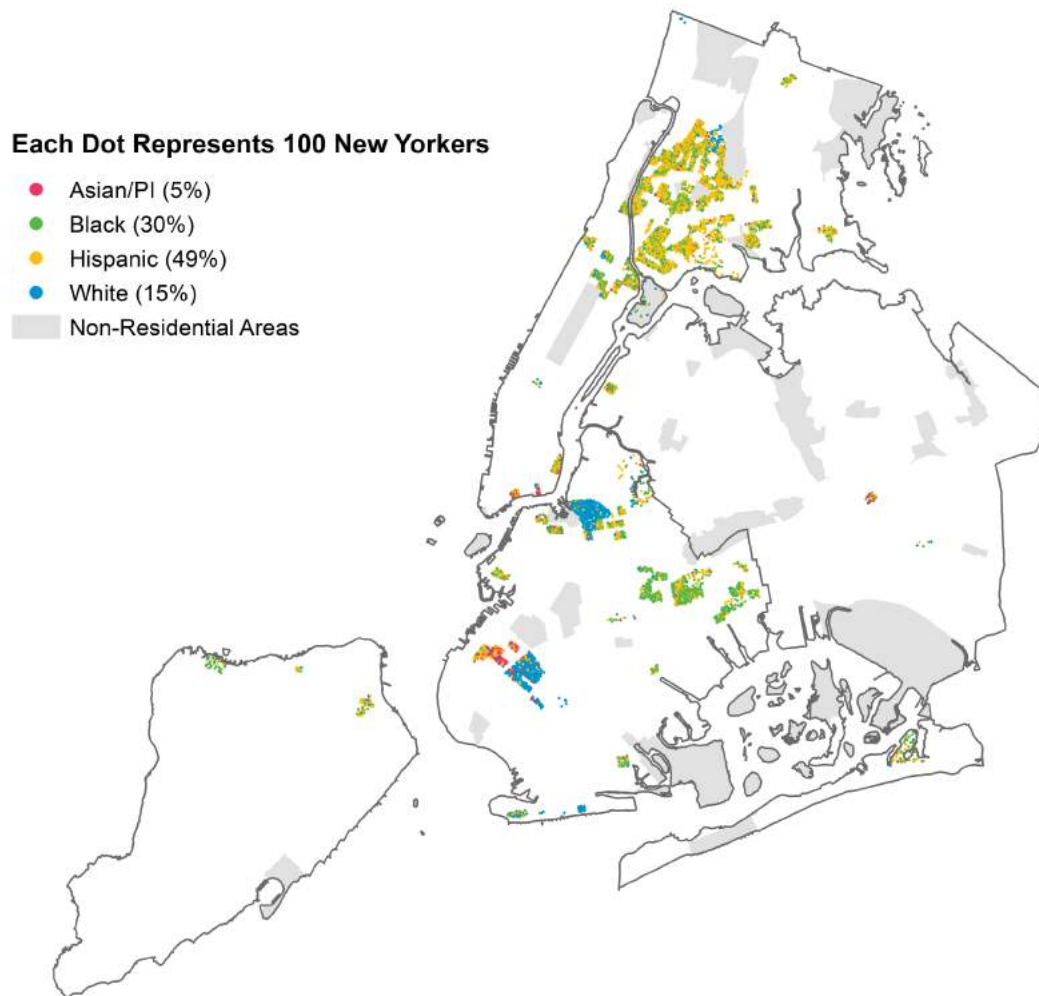 Each Dot Represents 100 New Yorkers
Asian/PI (5%)
Black (30%)
Hispanic (49%)
White (15%)
Non-Residential Areas